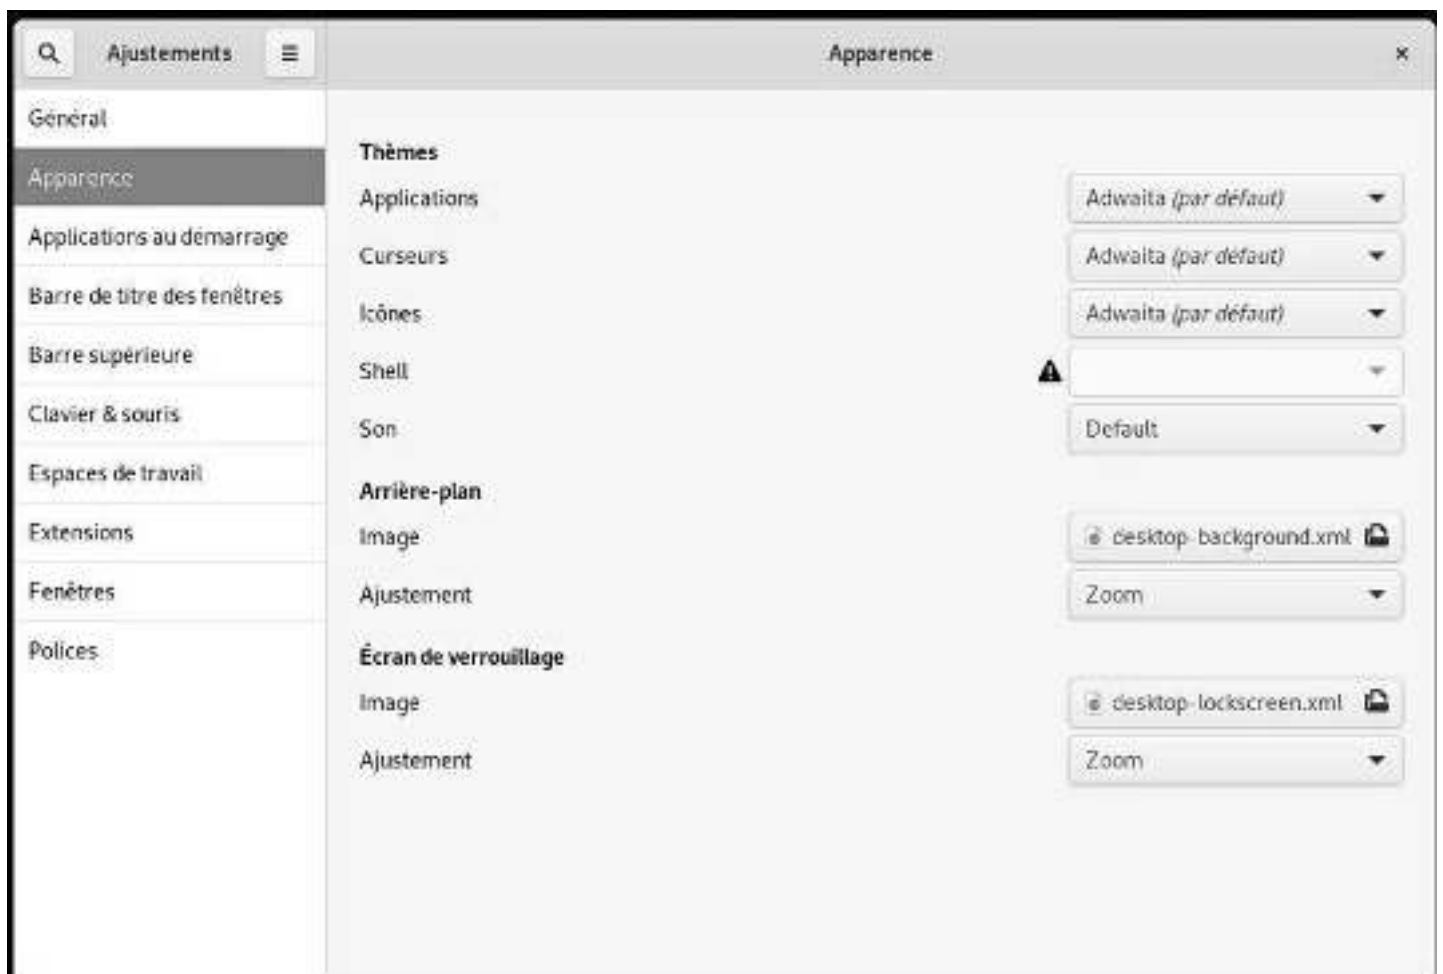 Ajustements
Apparence
Général
Apparence
Applications au démarrage
Barre de titre des fenêtres
Barre supérieure
Clavier & souris
Espaces de travail
Extensions
Fenêtres
Polices
Thèmes
Applications Adwaita (par défaut)
Curseurs Adwaita (par défaut)
Icônes Adwaita (par défaut)
Shell
Son Default
Arrière-plan
Image desktop-background.xml
Ajustement Zoom
Écran de verrouillage
Image desktop-lockscreen.xml
Ajustement Zoom